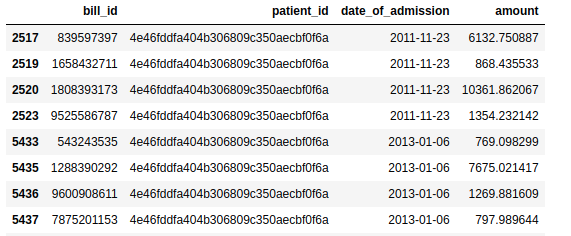 bill_id patient_id date_of_admission amount
2517 839597397 4e46fddfa404b306809c350aecbf0f6a 2011-11-23 6132.750887
2519 1658432711 4e46fddfa404b306809c350aecbf0f6a 2011-11-23 868.435533
2520 1808393173 4e46fddfa404b306809c350aecbf0f6a 2011-11-23 10361.862067
2523 9525586787 4e46fddfa404b306809c350aecbf0f6a 2011-11-23 1354.232142
5433 543243535 4e46fddfa404b306809c350aecbf0f6a 2013-01-06 769.098299
5435 1288390292 4e46fddfa404b306809c350aecbf0f6a 2013-01-06 7675.021417
5436 9600908611 4e46fddfa404b306809c350aecbf0f6a 2013-01-06 1269.881609
5437 7875201153 4e46fddfa404b306809c350aecbf0f6a 2013-01-06 797.989644